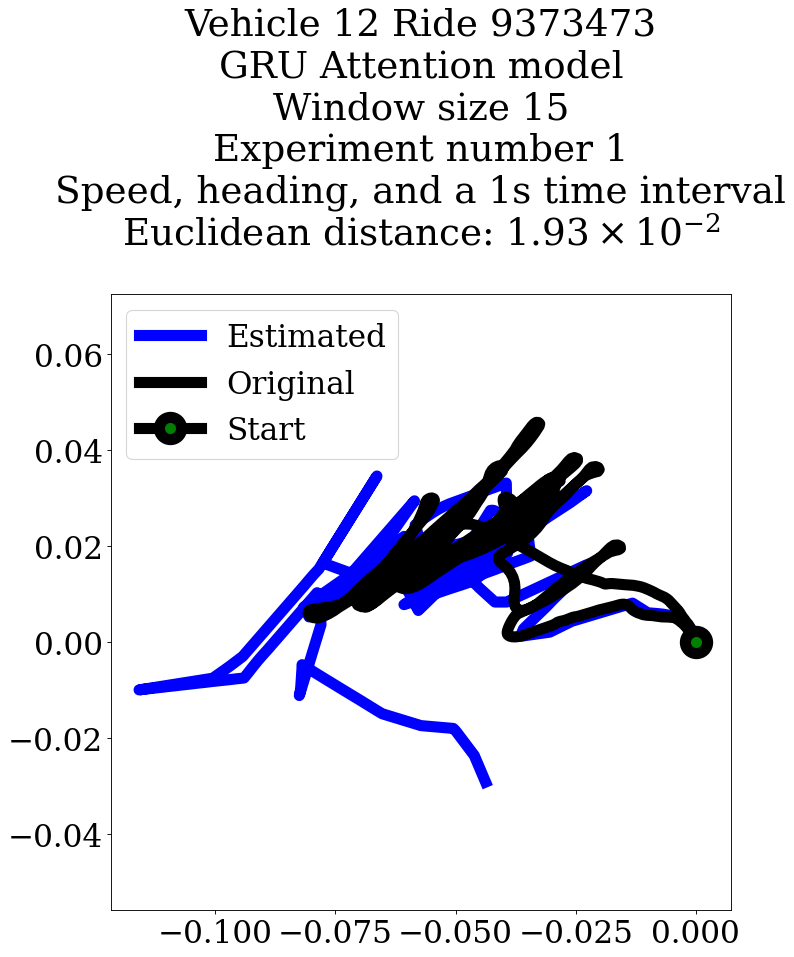 Vehicle 12 Ride 9373473
GRU Attention model
Window size 15
Experiment number 1
Speed, heading, and a 1s time interval
Euclidean distance: 1.93 × 10⁻²
Estimated
Original
Start
0.06
0.04
0.02
0.00
−0.02
−0.04
−0.100 −0.075 −0.050 −0.025 0.000